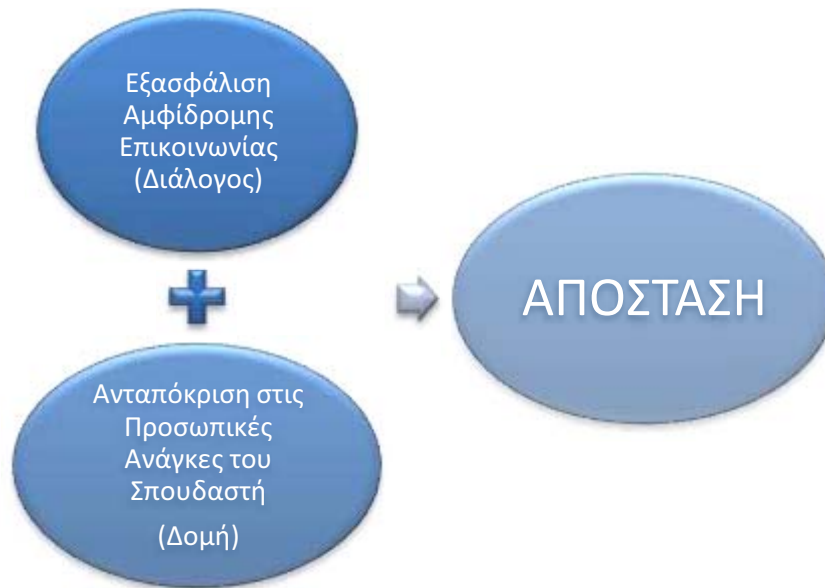 Εξασφάλιση
Αμφίδρομης
Επικοινωνίας
(Διάλογος)
Ανταπόκριση στις
Προσωπικές
Ανάγκες του
Σπουδαστή
(Δομή)
ΑΠΟΣΤΑΣΗ